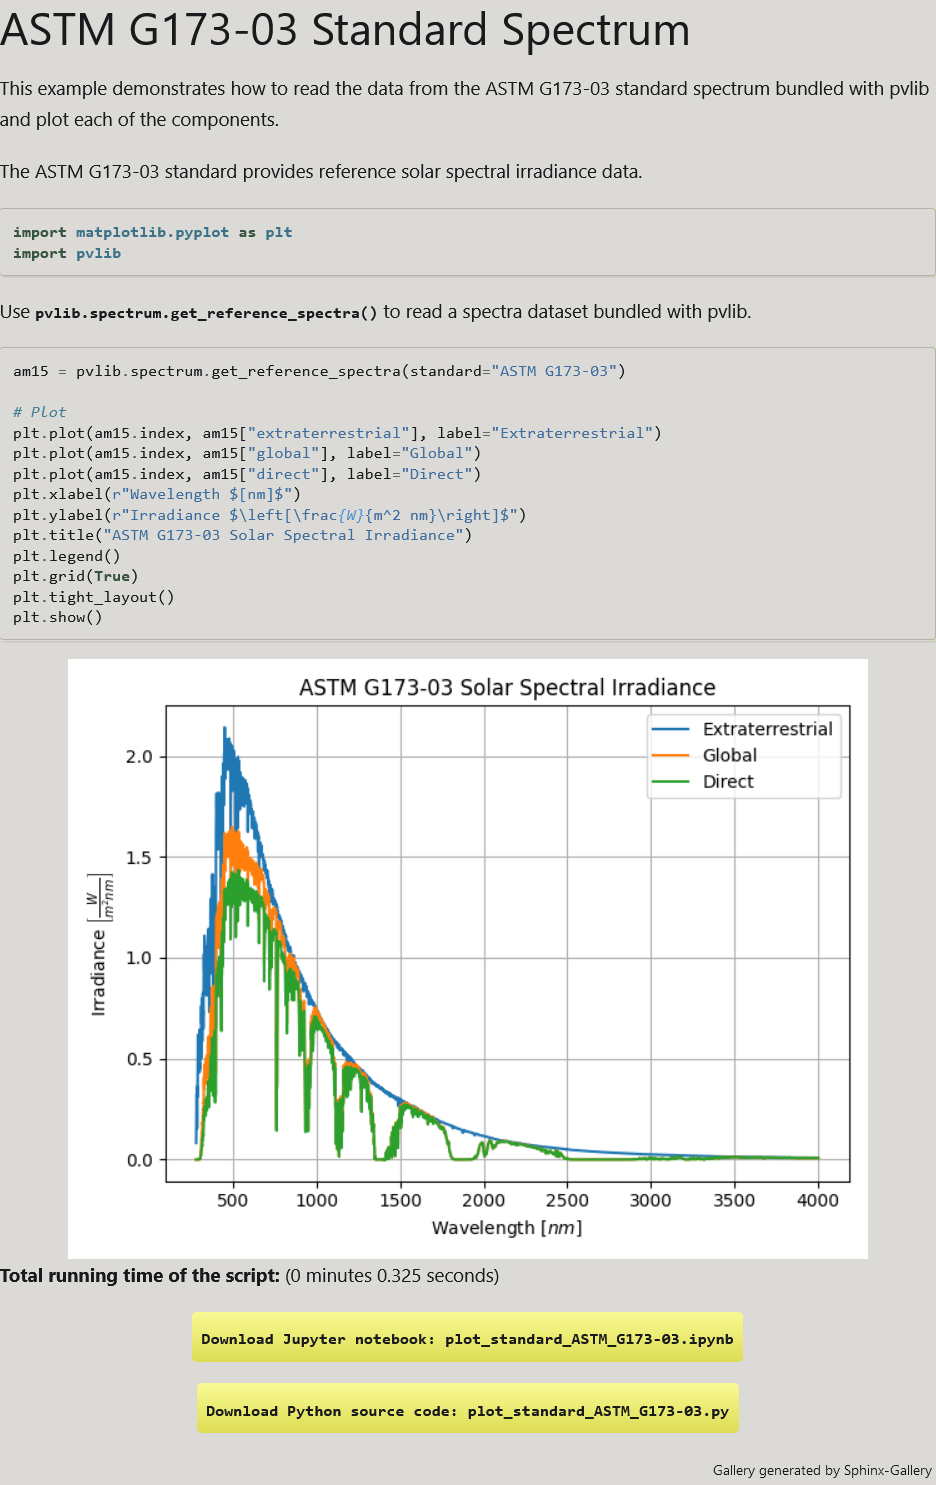 ASTM G173-03 Standard Spectrum
This example demonstrates how to read the data from the ASTM G173-03 standard spectrum bundled with pvlib
and plot each of the components.
The ASTM G173-03 standard provides reference solar spectral irradiance data.
import matplotlib.pyplot as plt
import pvlib
Use pvlib.spectrum.get_reference_spectra() to read a spectra dataset bundled with pvlib.
am15 = pvlib.spectrum.get_reference_spectra(standard="ASTM G173-03")
# Plot
plt.plot(am15.index, am15["extraterrestrial"], label="Extraterrestrial")
plt.plot(am15.index, am15["global"], label="Global")
plt.plot(am15.index, am15["direct"], label="Direct")
plt.xlabel(r"Wavelength $[nm]$")
plt.ylabel(r"Irradiance $\left[\frac{W}{m^2 nm}\right]$")
plt.title("ASTM G173-03 Solar Spectral Irradiance")
plt.legend()
plt.grid(True)
plt.tight_layout()
plt.show()
ASTM G173-03 Solar Spectral Irradiance
Extraterrestrial
Global
Direct
2.0
1.5
1.0
0.5
0.0
Irradiance [W/m²nm]
500 1000 1500 2000 2500 3000 3500 4000
Wavelength [nm]
Total running time of the script: (0 minutes 0.325 seconds)
Download Jupyter notebook: plot_standard_ASTM_G173-03.ipynb
Download Python source code: plot_standard_ASTM_G173-03.py
Gallery generated by Sphinx-Gallery